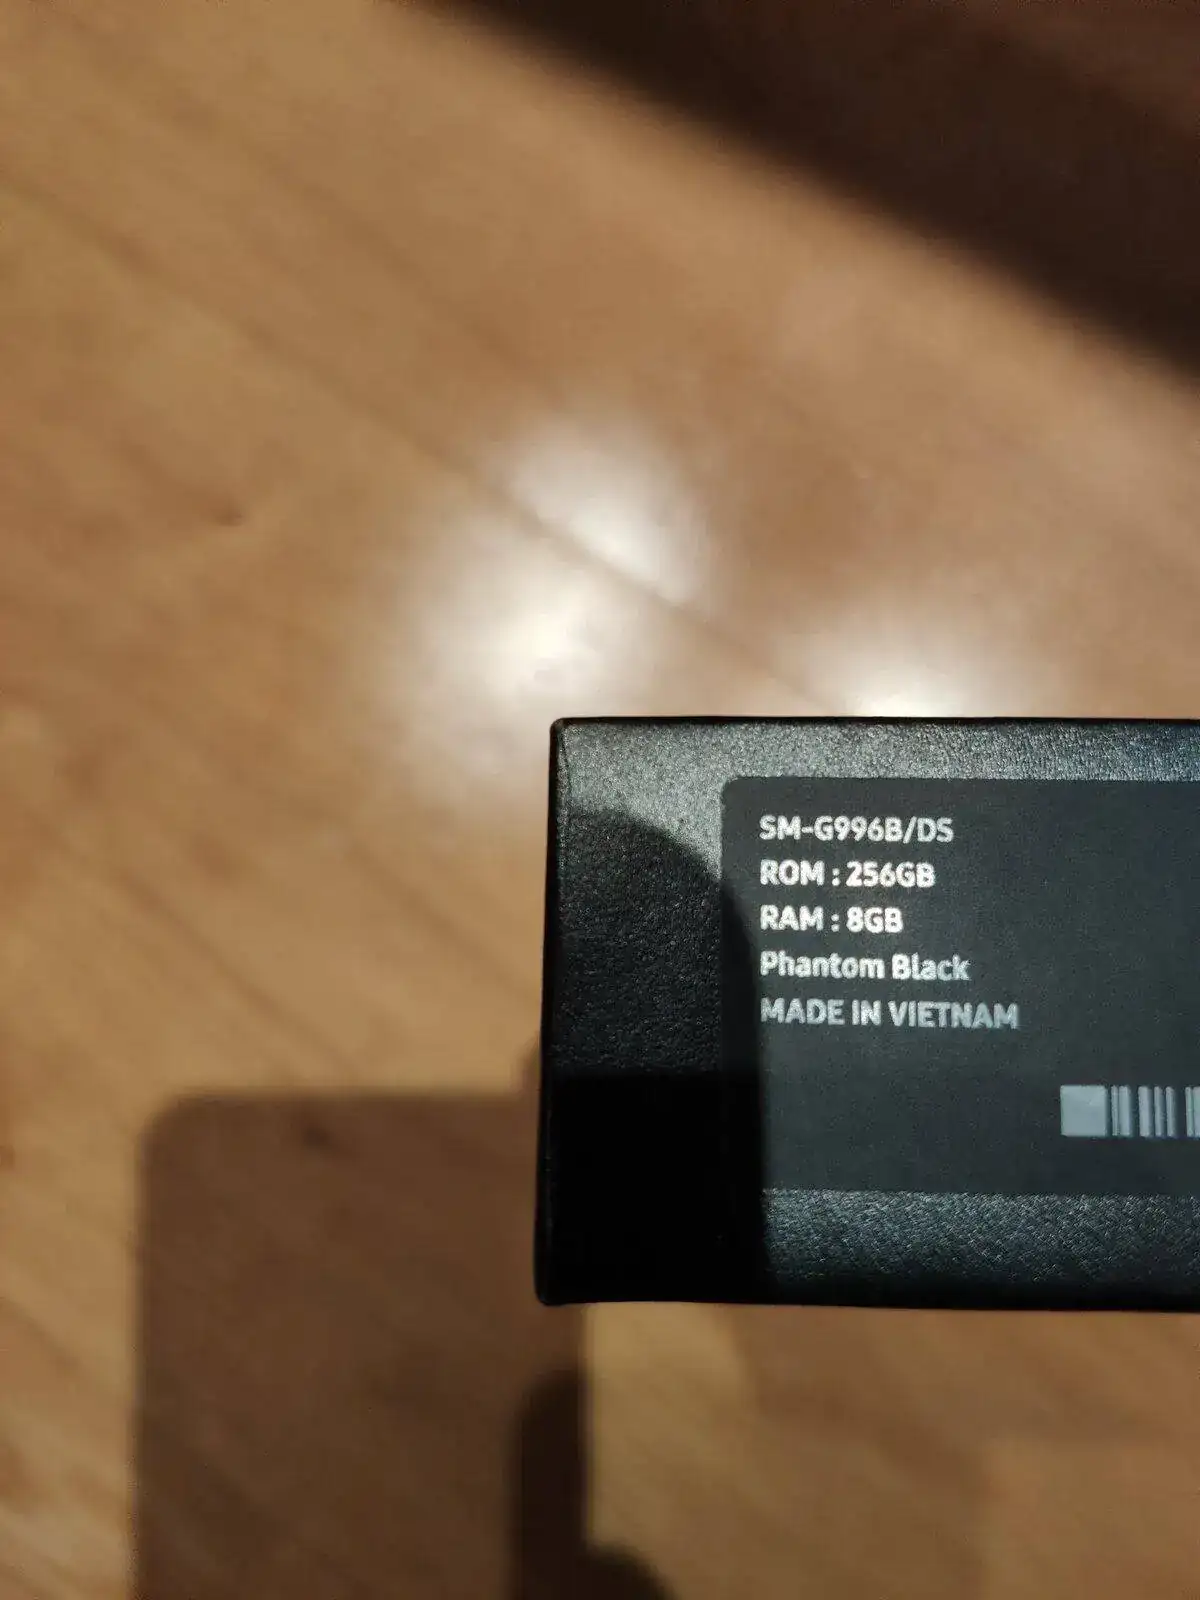 SM-G996B/DS
ROM : 256GB
RAM : 8GB
Phantom Black
MADE IN VIETNAM